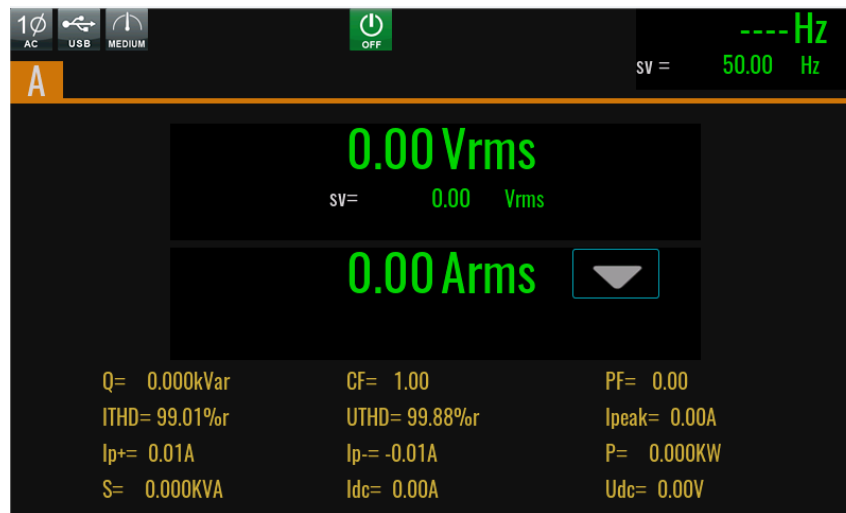 1Ø
AC
USB
MEDIUM
OFF
---- Hz
sv = 50.00 Hz
A
0.00 Vrms
sv= 0.00 Vrms
0.00 Arms
Q= 0.000kVar CF= 1.00 PF= 0.00
ITHD= 99.01%r UTHD= 99.88%r Ipeak= 0.00A
Ip+= 0.01A Ip-= -0.01A P= 0.000KW
S= 0.000KVA Idc= 0.00A Udc= 0.00V